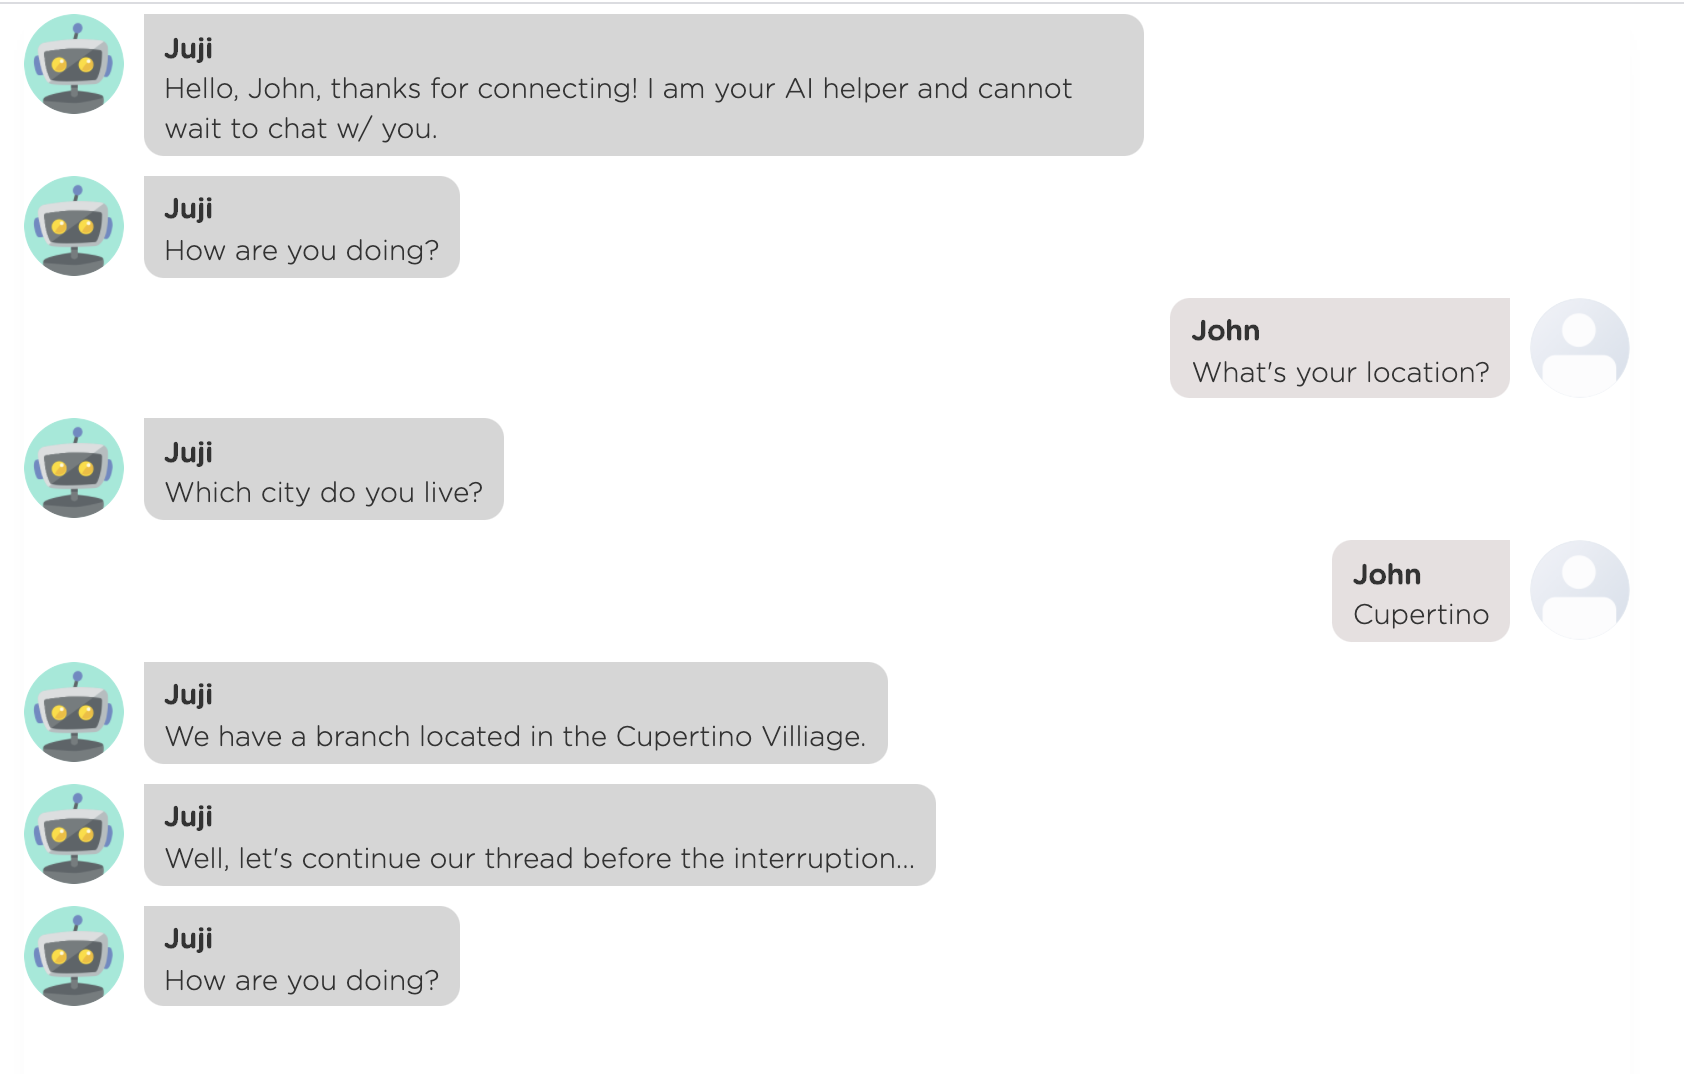 Juji
Hello, John, thanks for connecting! I am your AI helper and cannot
wait to chat w/ you.
Juji
How are you doing?
John
What's your location?
Juji
Which city do you live?
John
Cupertino
Juji
We have a branch located in the Cupertino Villiage.
Juji
Well, let's continue our thread before the interruption...
Juji
How are you doing?